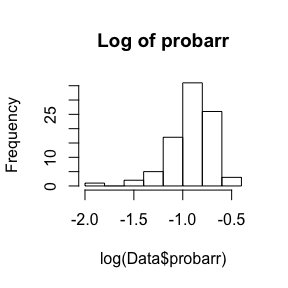 Log of probarr
Frequency
25
10
0
-2.0 -1.5 -1.0 -0.5
log(Data$probarr)